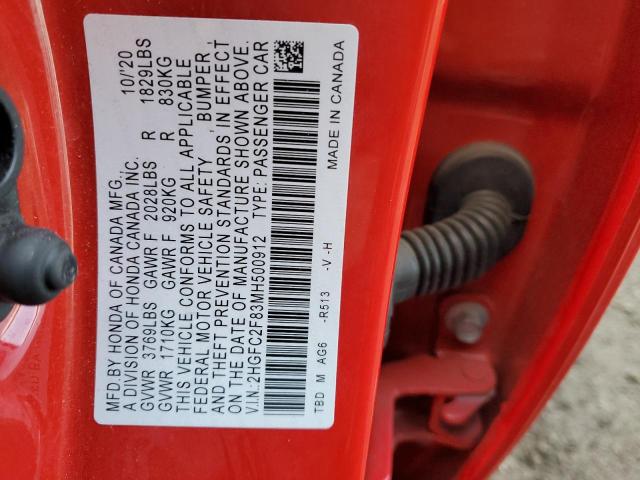 MFD.BY HONDA OF CANADA MFG., 10/'20
A DIVISION OF HONDA CANADA INC.
GVWR 3769LBS GAWR F 2028LBS R 1829LBS
GVWR 1710KG GAWR F 920KG R 830KG
THIS VEHICLE CONFORMS TO ALL APPLICABLE
FEDERAL MOTOR VEHICLE SAFETY , BUMPER ,
AND THEFT PREVENTION STANDARDS IN EFFECT
ON THE DATE OF MANUFACTURE SHOWN ABOVE.
V.I.N.:2HGFC2F83MH500912 TYPE: PASSENGER CAR
TBD M AG6 -R513 -V -H MADE IN CANADA